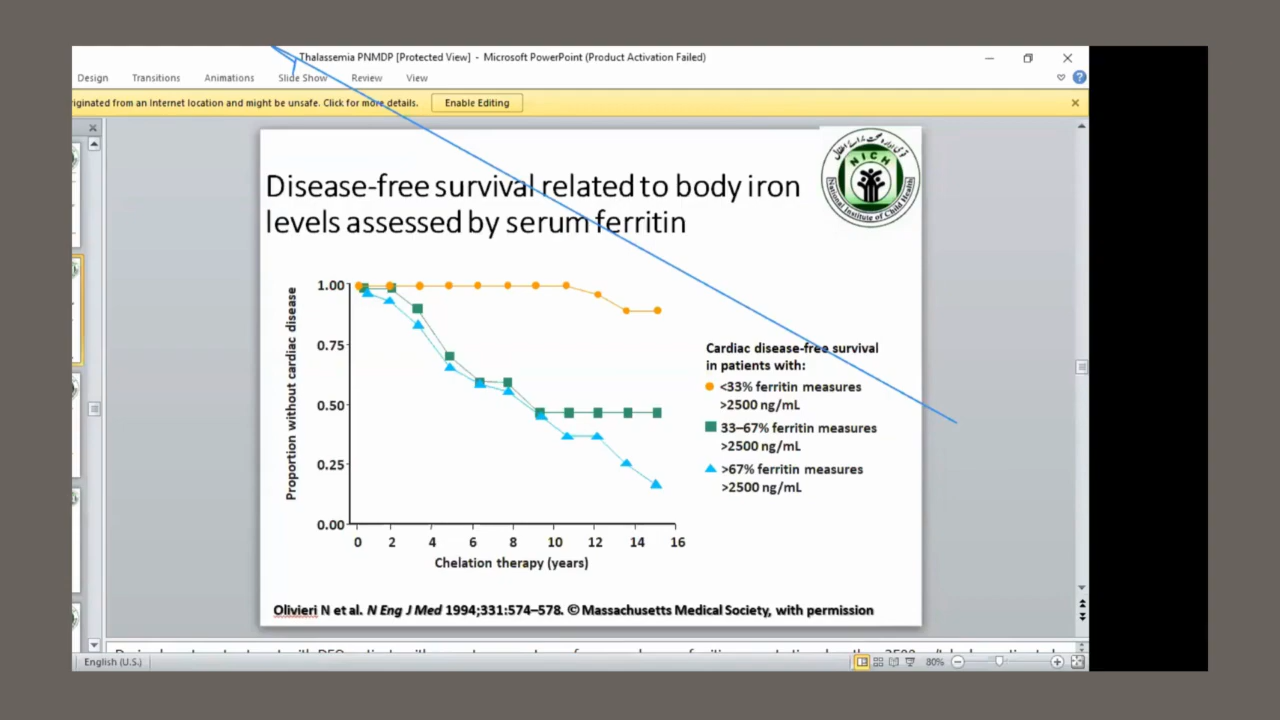 Thalassemia PNMDP [Protected View] - Microsoft PowerPoint (Product Activation Failed)
Design Transitions Animations Slide Show Review View
iginated from an Internet location and might be unsafe. Click for more details. Enable Editing
Disease-free survival related to body iron
levels assessed by serum ferritin
NICH
National Institute of Child Health
Proportion without cardiac disease
1.00
0.75
0.50
0.25
0.00
0 2 4 6 8 10 12 14 16
Chelation therapy (years)
Cardiac disease-free survival
in patients with:
<33% ferritin measures
>2500 ng/mL
33–67% ferritin measures
>2500 ng/mL
>67% ferritin measures
>2500 ng/mL
Olivieri N et al. N Eng J Med 1994;331:574–578. © Massachusetts Medical Society, with permission
English (U.S.)
80%